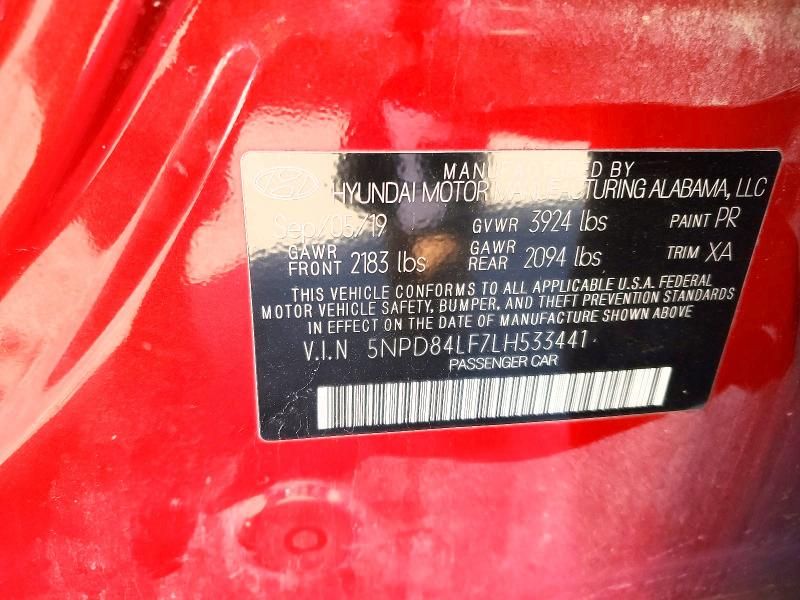 MANUFACTURED BY
HYUNDAI MOTOR MANUFACTURING ALABAMA, LLC
Sep/05/19 GVWR 3924 lbs PAINT PR
GAWR FRONT 2183 lbs GAWR REAR 2094 lbs TRIM XA
THIS VEHICLE CONFORMS TO ALL APPLICABLE U.S.A. FEDERAL
MOTOR VEHICLE SAFETY, BUMPER, AND THEFT PREVENTION STANDARDS
IN EFFECT ON THE DATE OF MANUFACTURE SHOWN ABOVE
V.I.N 5NPD84LF7LH533441
PASSENGER CAR